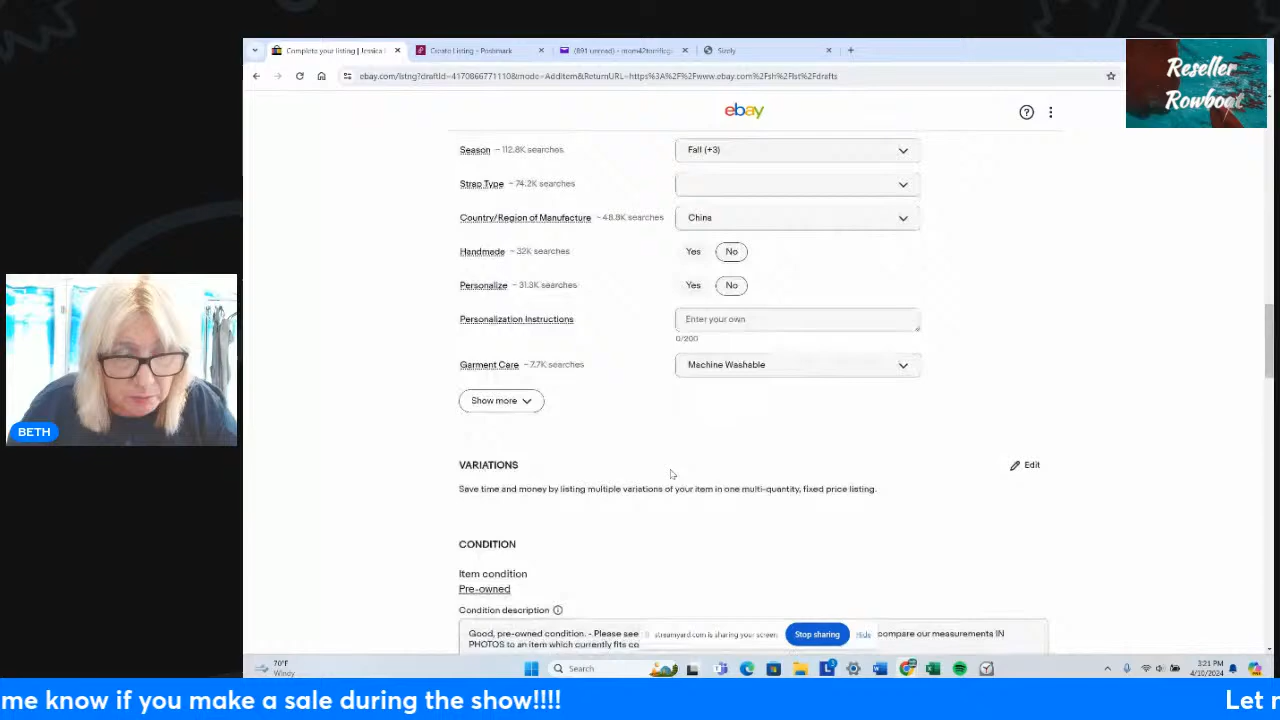 Complete your listing | Jessica
Create Listing - Poshmark
(891 unread) - mom42terrificg
Sirely
ebay.com/lstng?draftId=4170866771110&mode=AddItem&ReturnURL=https%3A%2F%2Fwww.ebay.com%2Fsh%2Flst%2Fdrafts
Reseller
Rowboat
ebay
Season ~ 112.8K searches
Fall (+3)
Strap Type ~ 74.2K searches
Country/Region of Manufacture ~ 48.8K searches
China
Handmade ~ 32K searches
Yes
No
Personalize ~ 31.3K searches
Yes
No
Personalization Instructions
Enter your own
0/200
Garment Care ~ 7.7K searches
Machine Washable
Show more
VARIATIONS
Edit
Save time and money by listing multiple variations of your item in one multi-quantity, fixed price listing.
CONDITION
Item condition
Pre-owned
Condition description
Good, pre-owned condition. - Please see
compare our measurements IN
PHOTOS to an item which currently fits co
streamyard.com is sharing your screen.
Stop sharing
Hide
BETH
70°F
Windy
Search
3:21 PM
4/10/2024
me know if you make a sale during the show!!!!
Let